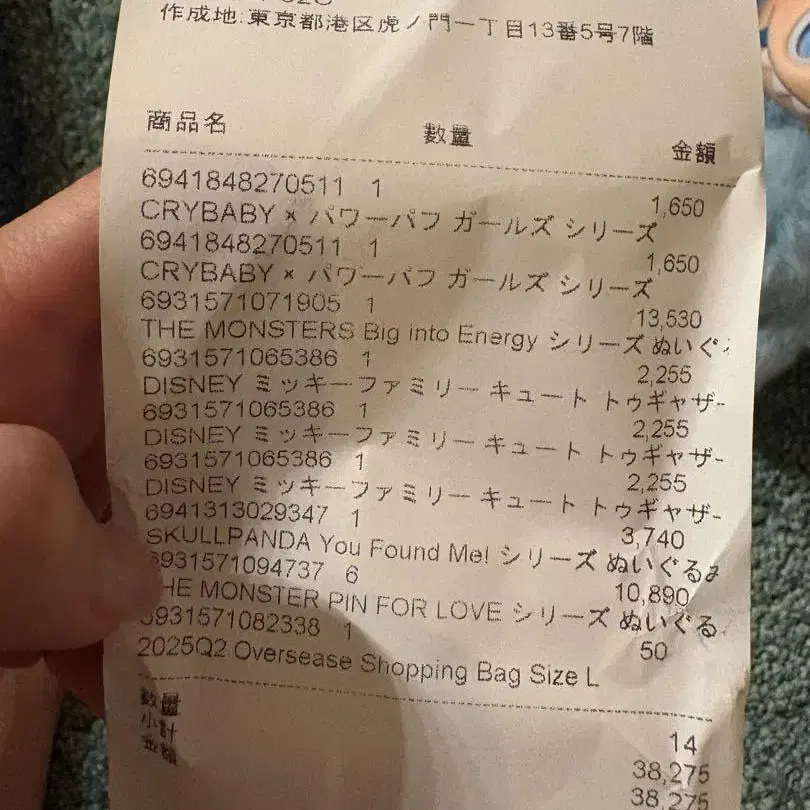 作成地:東京都港区虎ノ門一丁目13番5号7階
商品名 数量 金額
6941848270511 1 1,650
CRYBABY × パワーパフ ガールズ シリーズ
6941848270511 1 1,650
CRYBABY × パワーパフ ガールズ シリーズ
6931571071905 1 13,530
THE MONSTERS Big into Energy シリーズ ぬいぐ
6931571065386 1 2,255
DISNEY ミッキーファミリー キュート トゥギャザー
6931571065386 1 2,255
DISNEY ミッキーファミリー キュート トゥギャザー
6931571065386 1 2,255
DISNEY ミッキーファミリー キュート トゥギャザー
6941313029347 1 3,740
SKULLPANDA You Found Me! シリーズ ぬいぐるま
6931571094737 6 10,890
THE MONSTER PIN FOR LOVE シリーズ ぬいぐる
6931571082338 1 50
2025Q2 Oversease Shopping Bag Size L
数量 14
小計 38,275
金額 38,275